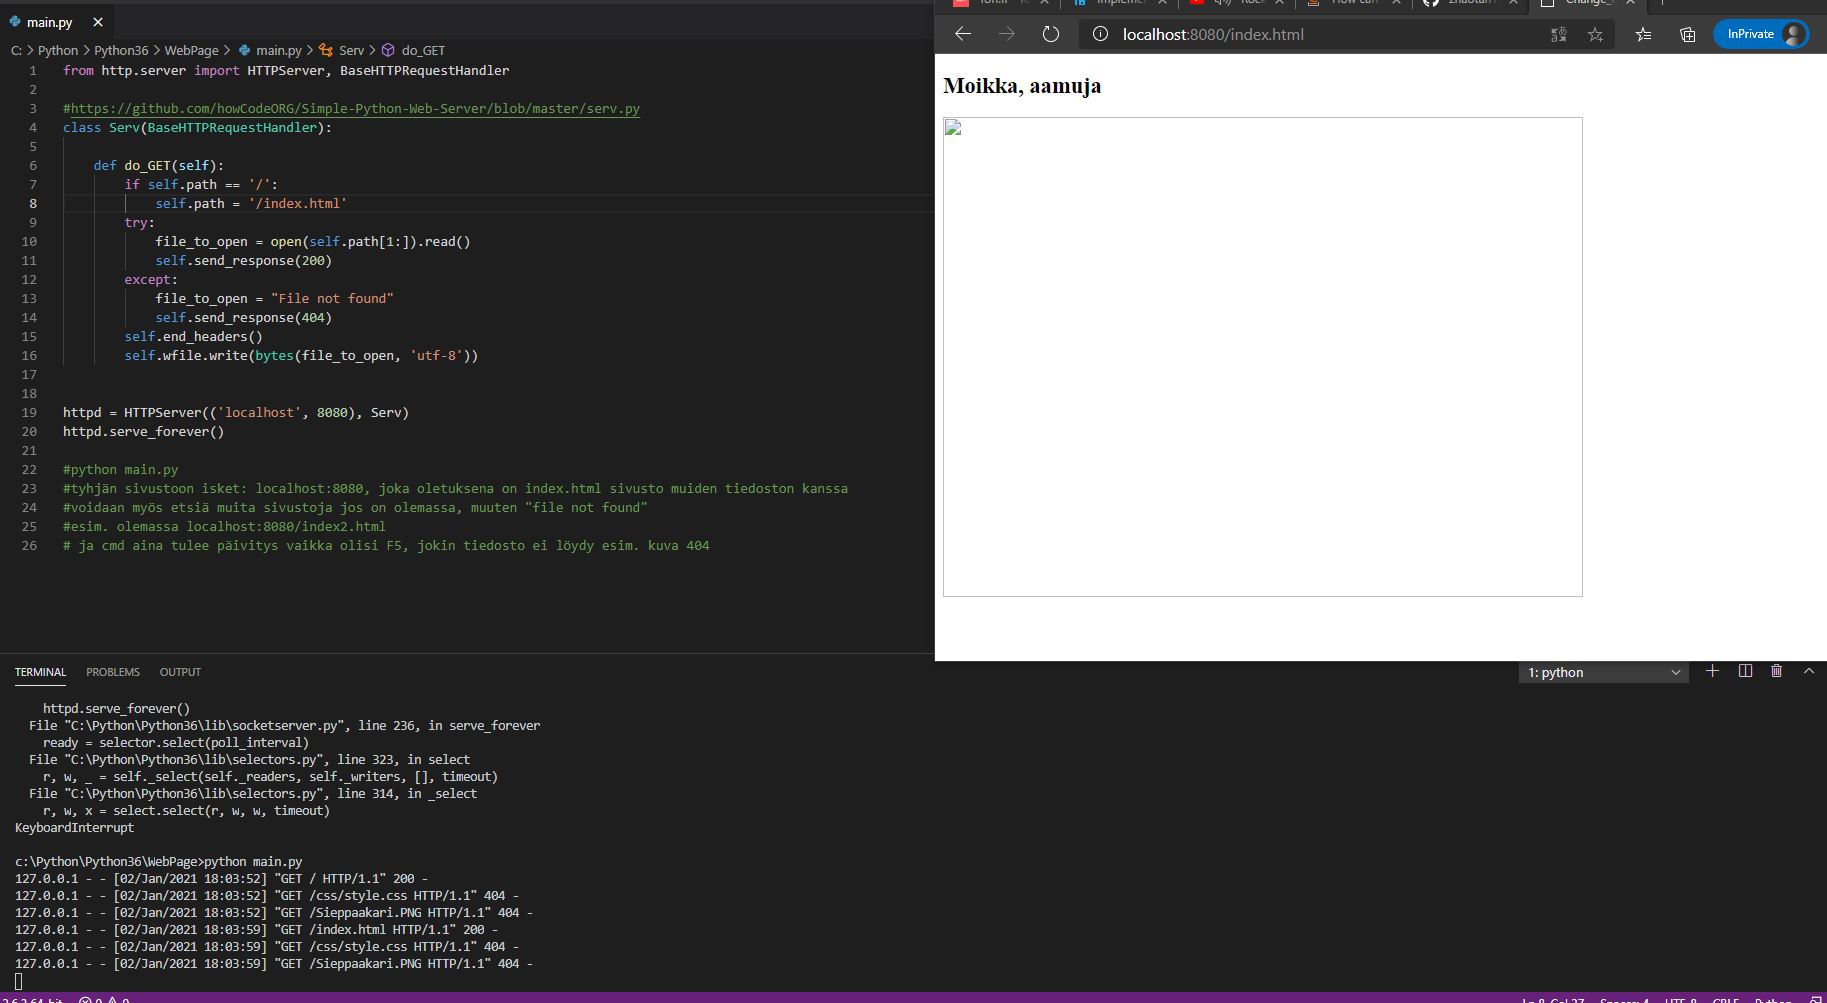 main.py
C: > Python > Python36 > WebPage > main.py > Serv > do_GET
1 from http.server import HTTPServer, BaseHTTPRequestHandler
2
3 #https://github.com/howCodeORG/Simple-Python-Web-Server/blob/master/serv.py
4 class Serv(BaseHTTPRequestHandler):
5
6 def do_GET(self):
7 if self.path == '/':
8 self.path = '/index.html'
9 try:
10 file_to_open = open(self.path[1:]).read()
11 self.send_response(200)
12 except:
13 file_to_open = "File not found"
14 self.send_response(404)
15 self.end_headers()
16 self.wfile.write(bytes(file_to_open, 'utf-8'))
17
18
19 httpd = HTTPServer(('localhost', 8080), Serv)
20 httpd.serve_forever()
21
22 #python main.py
23 #tyhjän sivustoon isket: localhost:8080, joka oletuksena on index.html sivusto muiden tiedoston kanssa
24 #voidaan myös etsiä muita sivustoja jos on olemassa, muuten "file not found"
25 #esim. olemassa localhost:8080/index2.html
26 # ja cmd aina tulee päivitys vaikka olisi F5, jokin tiedosto ei löydy esim. kuva 404
localhost:8080/index.html
InPrivate
Moikka, aamuja
TERMINAL PROBLEMS OUTPUT
1: python
httpd.serve_forever()
File "C:\Python\Python36\lib\socketserver.py", line 236, in serve_forever
ready = selector.select(poll_interval)
File "C:\Python\Python36\lib\selectors.py", line 323, in select
r, w, _ = self._select(self._readers, self._writers, [], timeout)
File "C:\Python\Python36\lib\selectors.py", line 314, in _select
r, w, x = select.select(r, w, w, timeout)
KeyboardInterrupt
c:\Python\Python36\WebPage>python main.py
127.0.0.1 - - [02/Jan/2021 18:03:52] "GET / HTTP/1.1" 200 -
127.0.0.1 - - [02/Jan/2021 18:03:52] "GET /css/style.css HTTP/1.1" 404 -
127.0.0.1 - - [02/Jan/2021 18:03:52] "GET /Sieppaakari.PNG HTTP/1.1" 404 -
127.0.0.1 - - [02/Jan/2021 18:03:59] "GET /index.html HTTP/1.1" 200 -
127.0.0.1 - - [02/Jan/2021 18:03:59] "GET /css/style.css HTTP/1.1" 404 -
127.0.0.1 - - [02/Jan/2021 18:03:59] "GET /Sieppaakari.PNG HTTP/1.1" 404 -